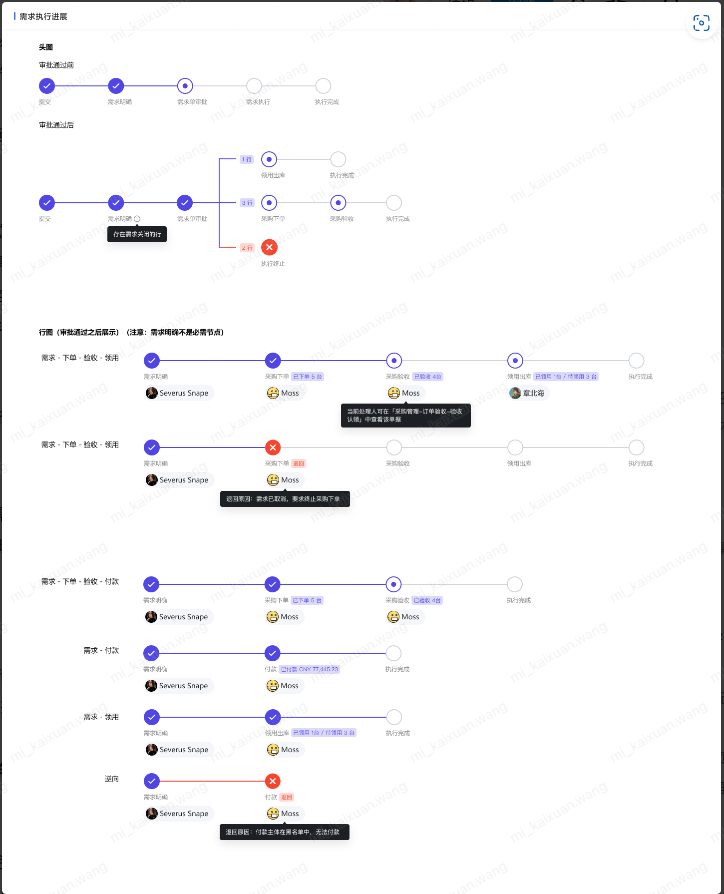 需求执行进展
头图
审批通过前
提交 需求明确 需求单审批 需求执行 执行完成
审批通过后
1 行
领用出库 执行完成
3 行
提交 需求明确 需求单审批 采购下单 采购验收 执行完成
存在需求关闭的行
2 行
执行终止
行图（审批通过之后展示）（注意：需求明确不是必需节点）
需求 - 下单 - 验收 - 领用
需求明确 采购下单 已下单 5 台 采购验收 已验收 4台 领用出库 已领用 1台 / 待领用 3 台 执行完成
Severus Snape Moss Moss 章北海
当前处理人可在「采购管理-订单验收-验收
认领」中查看该单据
需求 - 下单 - 验收 - 领用
需求明确 采购下单 退回 采购验收 领用出库 执行完成
Severus Snape Moss
退回原因：需求已取消，要求终止采购下单
需求 - 下单 - 验收 - 付款
需求明确 采购下单 已下单 5 台 采购验收 已验收 4台 执行完成
Severus Snape Moss Moss
需求 - 付款
需求明确 付款 已付款 CNY 77,445.23 执行完成
Severus Snape Moss
需求 - 领用
需求明确 领用出库 已领用 1台 / 待领用 3 台 执行完成
Severus Snape Moss
逆向
需求明确 付款 退回
Severus Snape Moss
退回原因：付款主体在黑名单中，无法付款
mi_kaixuan.wang